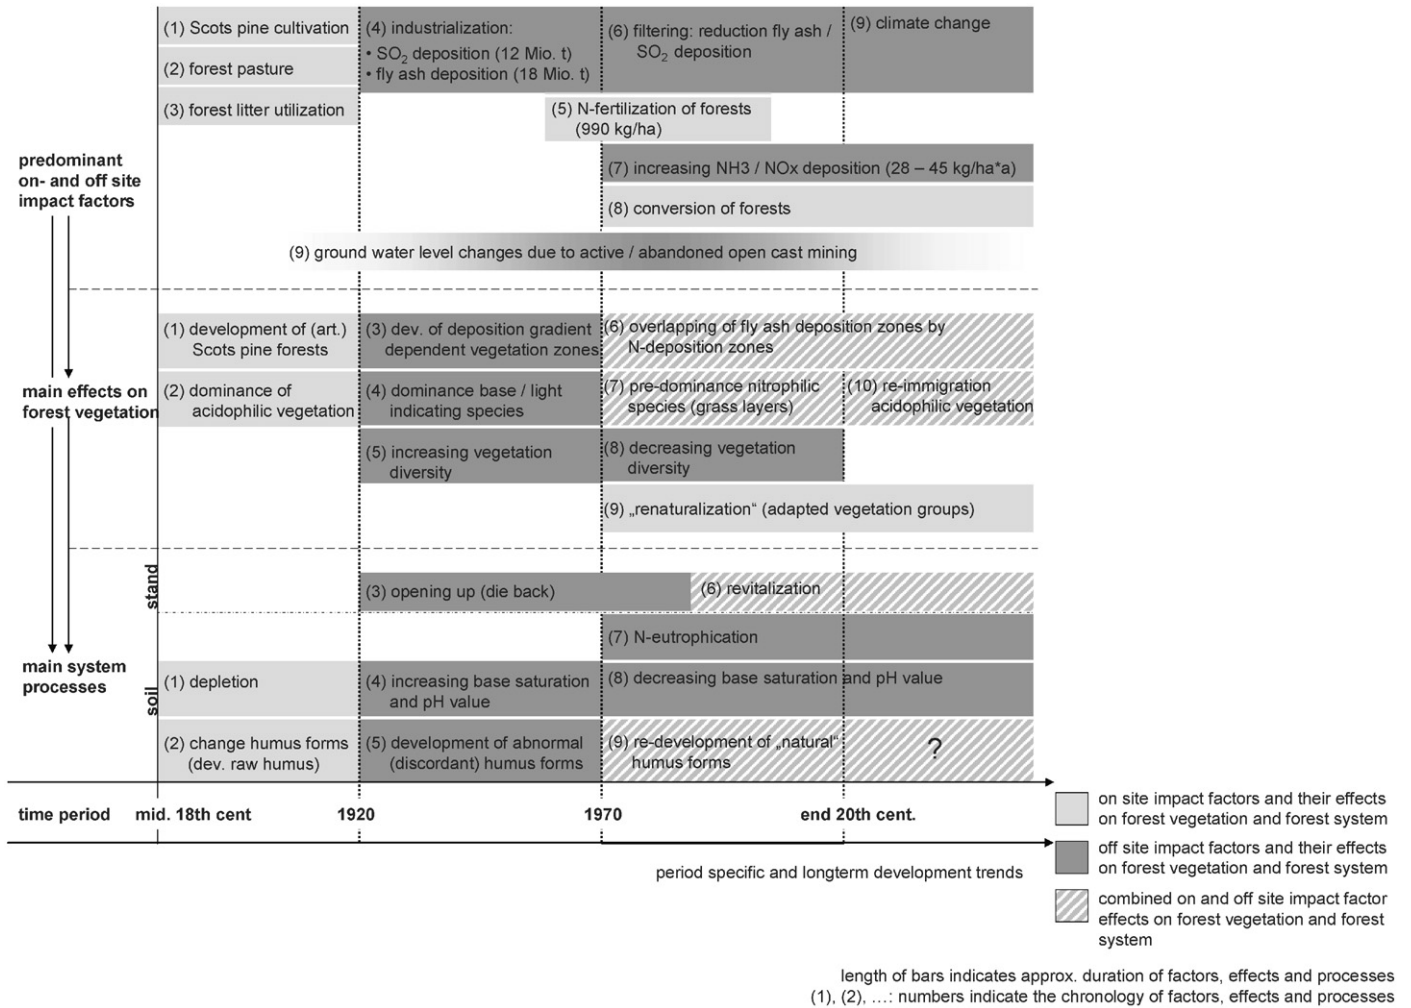 (1) Scots pine cultivation
(2) forest pasture
(3) forest litter utilization
(4) industrialization:
• SO2 deposition (12 Mio. t)
• fly ash deposition (18 Mio. t)
(6) filtering: reduction fly ash /
SO2 deposition
(9) climate change
(5) N-fertilization of forests
(990 kg/ha)
(7) increasing NH3 / NOx deposition (28 – 45 kg/ha*a)
(8) conversion of forests
(9) ground water level changes due to active / abandoned open cast mining
predominant
on- and off site
impact factors
(1) development of (art.)
Scots pine forests
(3) dev. of deposition gradient
dependent vegetation zones
(6) overlapping of fly ash deposition zones by
N-deposition zones
main effects on
forest vegetation
(2) dominance of
acidophilic vegetation
(4) dominance base / light
indicating species
(7) pre-dominance nitrophilic
species (grass layers)
(10) re-immigration
acidophilic vegetation
(5) increasing vegetation
diversity
(8) decreasing vegetation
diversity
(9) „renaturalization“ (adapted vegetation groups)
stand
(3) opening up (die back)
(6) revitalization
main system
processes
soil
(7) N-eutrophication
(1) depletion
(4) increasing base saturation
and pH value
(8) decreasing base saturation and pH value
(2) change humus forms
(dev. raw humus)
(5) development of abnormal
(discordant) humus forms
(9) re-development of „natural“
humus forms
?
time period
mid. 18th cent
1920
1970
end 20th cent.
period specific and longterm development trends
on site impact factors and their effects
on forest vegetation and forest system
off site impact factors and their effects
on forest vegetation and forest system
combined on and off site impact factor
effects on forest vegetation and forest
system
length of bars indicates approx. duration of factors, effects and processes
(1), (2), …: numbers indicate the chronology of factors, effects and processes